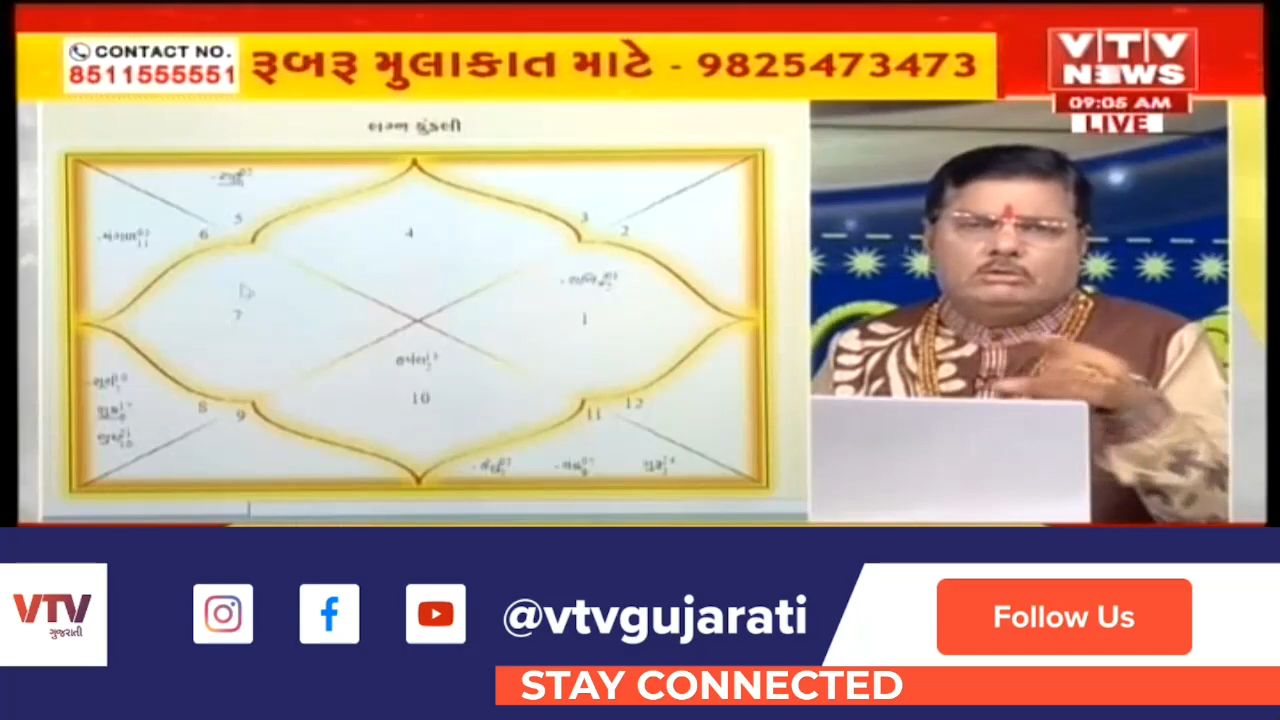 CONTACT NO.
8511555551
રૂબરૂ મુલાકાત માટે - 9825473473
VTV
NEWS
09:05 AM
LIVE
લગ્ન કુંડલી
5
4
3
6
2
7
1
10
8
9
11
12
VTV
ગુજરાતી
@vtvgujarati
Follow Us
STAY CONNECTED